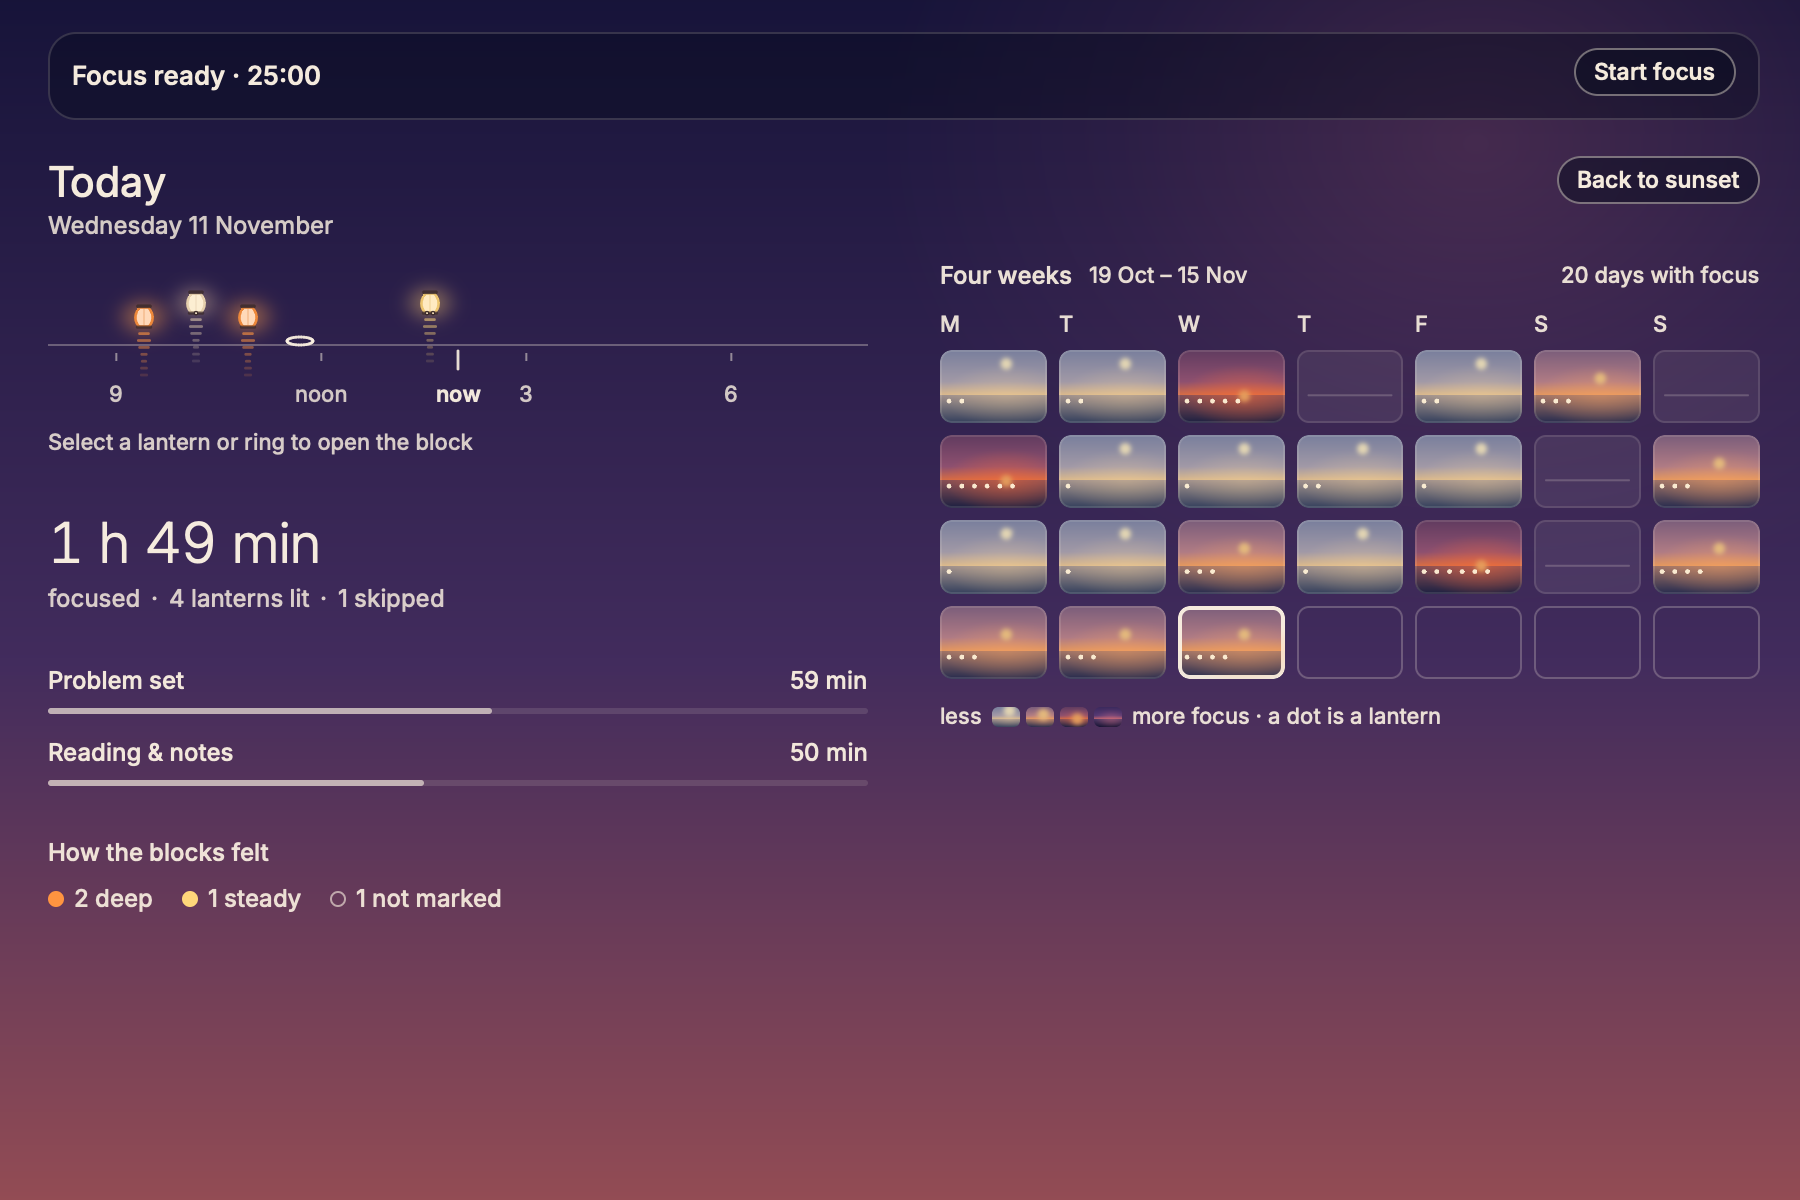 Focus ready · 25:00
Start focus
Today
Back to sunset
Wednesday 11 November
9 noon now 3 6
Select a lantern or ring to open the block
1 h 49 min
focused · 4 lanterns lit · 1 skipped
Problem set 59 min
Reading & notes 50 min
How the blocks felt
2 deep 1 steady 1 not marked
Four weeks 19 Oct – 15 Nov 20 days with focus
M T W T F S S
less more focus · a dot is a lantern